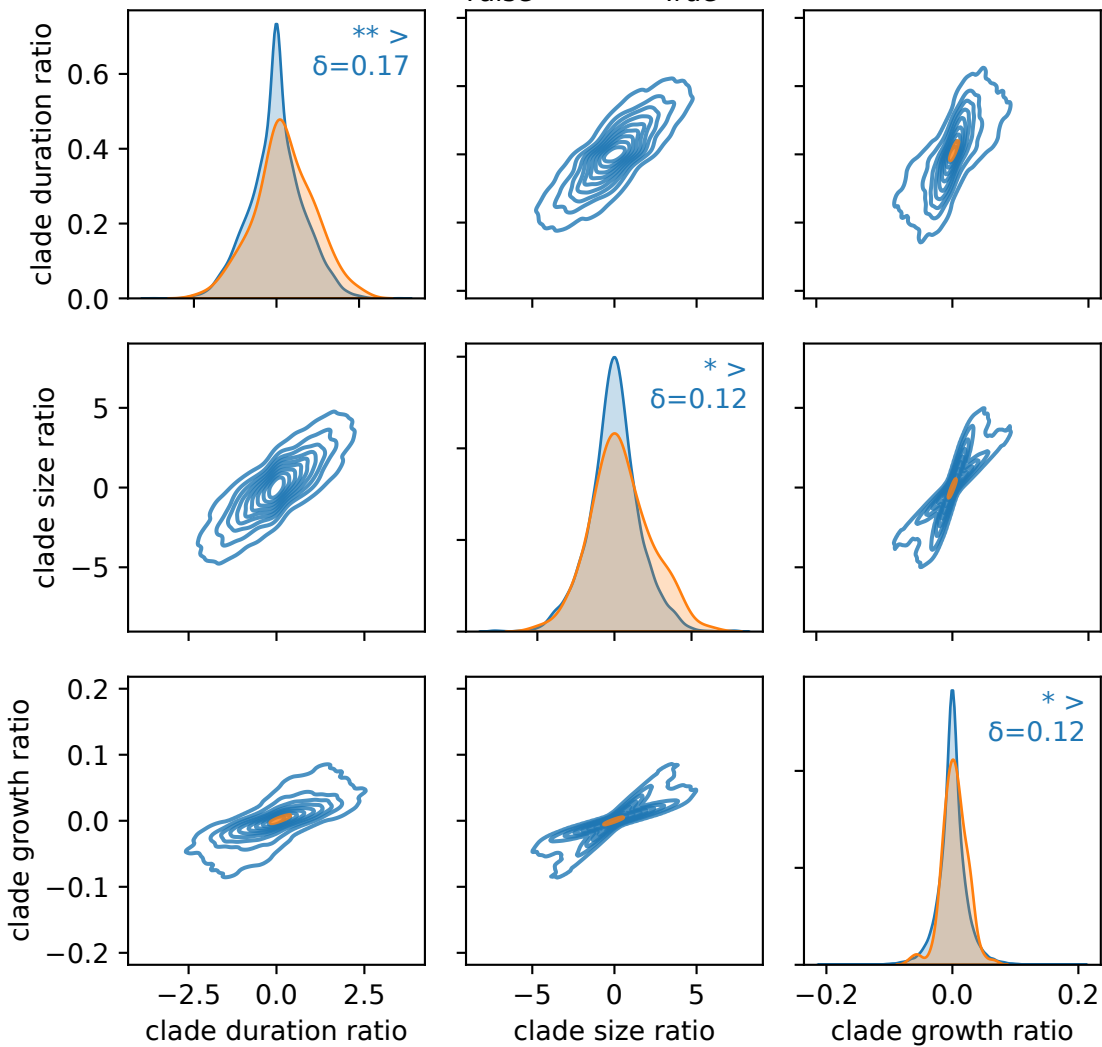 clade duration ratio
0.6
0.4
0.2
0.0
** >
δ=0.17
clade size ratio
5
0
−5
* >
δ=0.12
clade growth ratio
0.2
0.1
0.0
−0.1
−0.2
* >
δ=0.12
−2.5 0.0 2.5
−5 0 5
−0.2 0.0 0.2
clade duration ratio
clade size ratio
clade growth ratio